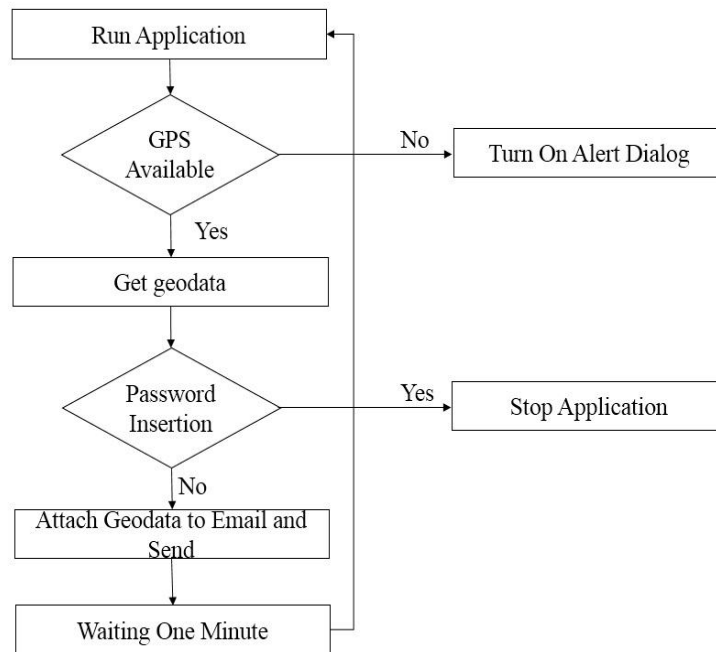 Run Application
GPS
Available
No
Turn On Alert Dialog
Yes
Get geodata
Password
Insertion
Yes
Stop Application
No
Attach Geodata to Email and
Send
Waiting One Minute